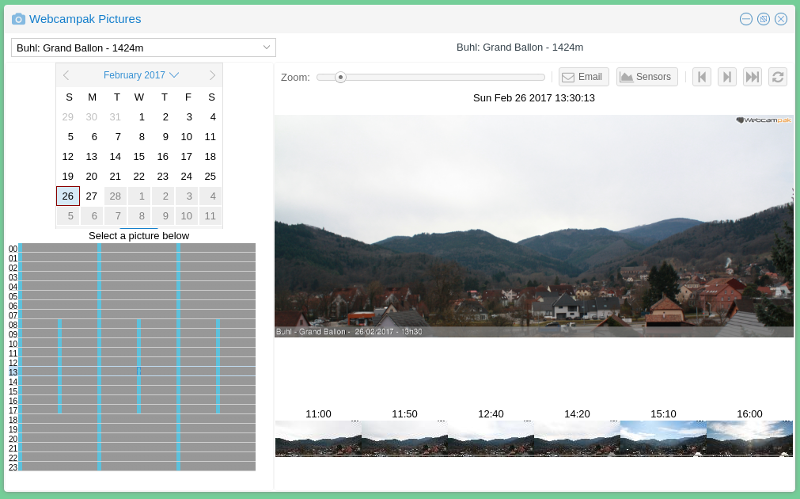 Webcampak Pictures
Buhl: Grand Ballon - 1424m
Buhl: Grand Ballon - 1424m
February 2017
S M T W T F S
29 30 31 1 2 3 4
5 6 7 8 9 10 11
12 13 14 15 16 17 18
19 20 21 22 23 24 25
26 27 28 1 2 3 4
5 6 7 8 9 10 11
Select a picture below
00
01
02
03
04
05
06
07
08
09
10
11
12
13
14
15
16
17
18
19
20
21
22
23
Zoom:
Email
Sensors
Sun Feb 26 2017 13:30:13
Webcampak
Buhl - Grand Ballon - 26/02/2017 - 13h30
11:00 11:50 12:40 14:20 15:10 16:00